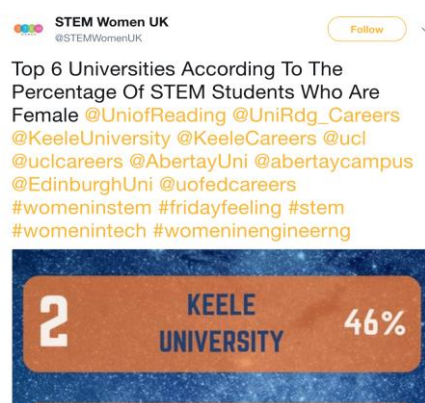 STEM
STEM Women UK
@STEMWomenUK
Follow
Top 6 Universities According To The
Percentage Of STEM Students Who Are
Female @UniofReading @UniRdg_Careers
@KeeleUniversity @KeeleCareers @ucl
@uclcareers @AbertayUni @abertaycampus
@EdinburghUni @uofedcareers
#womeninstem #fridayfeeling #stem
#womenintech #womeninengineerng
2
KEELE
UNIVERSITY
46%